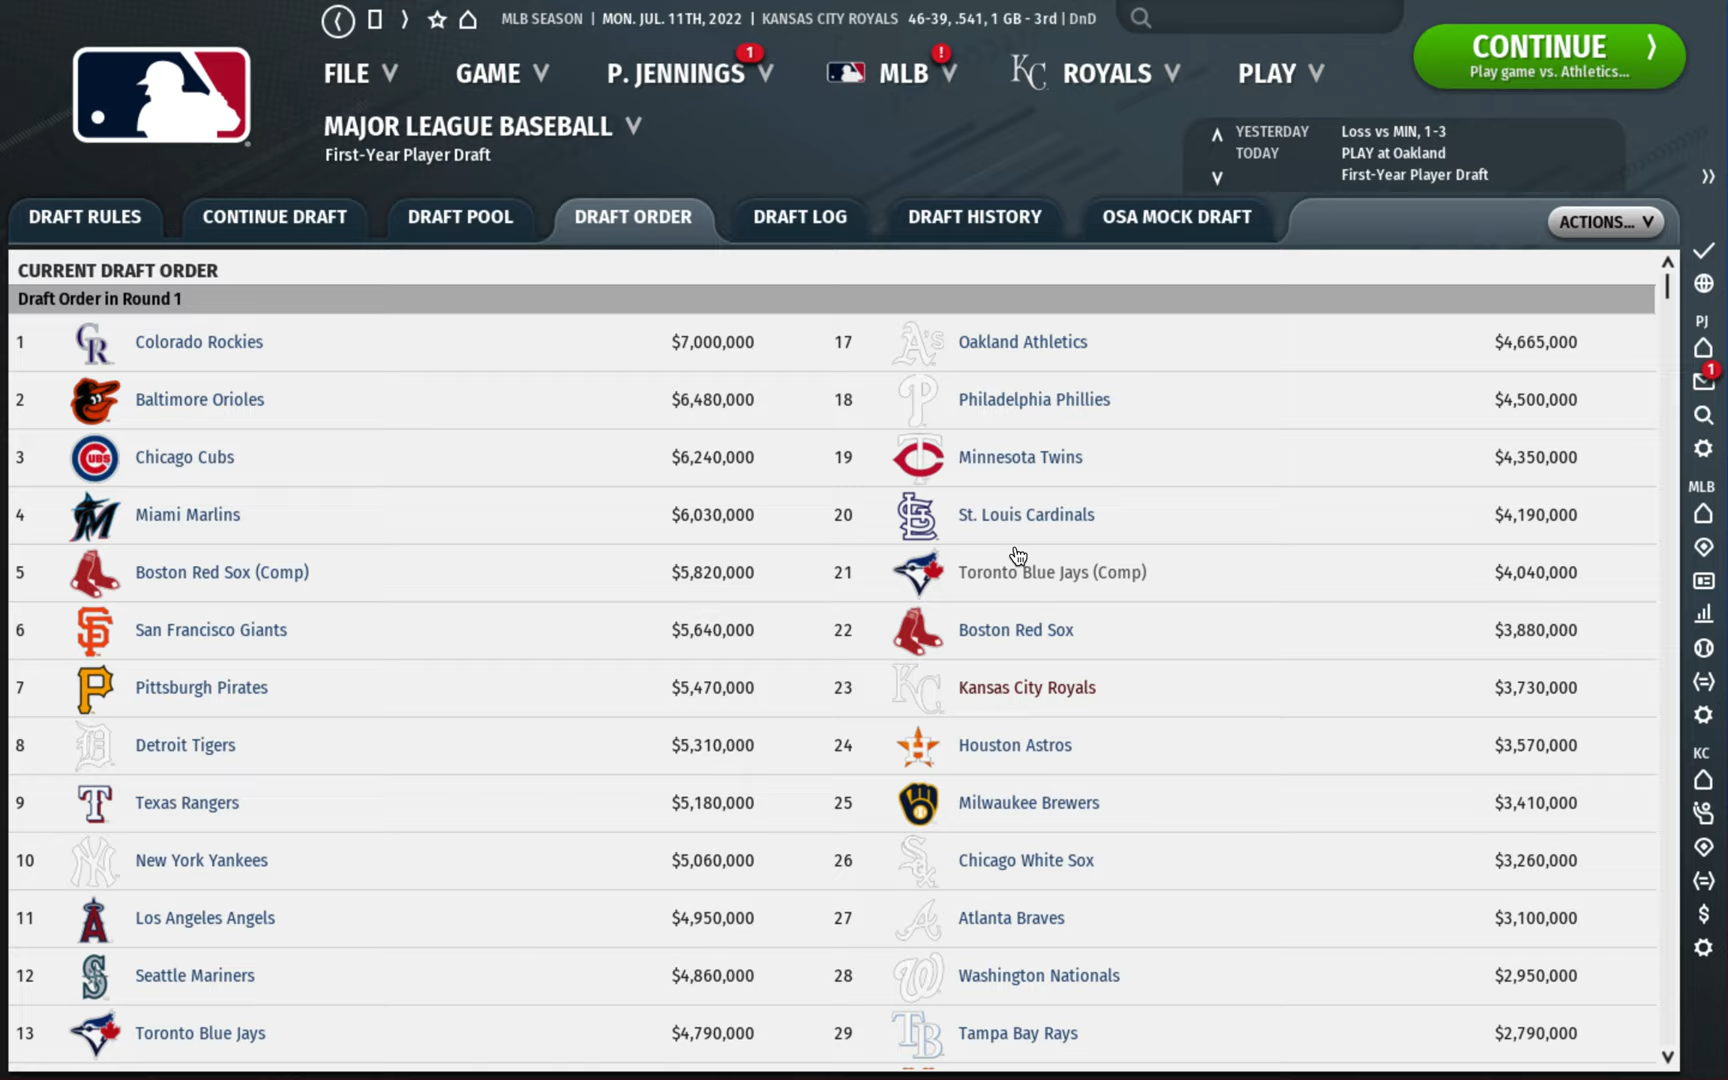 MLB SEASON | MON. JUL. 11TH, 2022 | KANSAS CITY ROYALS 46-39, .541, 1 GB - 3rd | DnD
FILE GAME P. JENNINGS 1 MLB ! ROYALS PLAY
CONTINUE
Play game vs. Athletics...
MAJOR LEAGUE BASEBALL
First-Year Player Draft
YESTERDAY Loss vs MIN, 1-3
TODAY PLAY at Oakland
First-Year Player Draft
DRAFT RULES CONTINUE DRAFT DRAFT POOL DRAFT ORDER DRAFT LOG DRAFT HISTORY OSA MOCK DRAFT ACTIONS...
CURRENT DRAFT ORDER
Draft Order in Round 1
1 Colorado Rockies $7,000,000 17 Oakland Athletics $4,665,000
2 Baltimore Orioles $6,480,000 18 Philadelphia Phillies $4,500,000
3 Chicago Cubs $6,240,000 19 Minnesota Twins $4,350,000
4 Miami Marlins $6,030,000 20 St. Louis Cardinals $4,190,000
5 Boston Red Sox (Comp) $5,820,000 21 Toronto Blue Jays (Comp) $4,040,000
6 San Francisco Giants $5,640,000 22 Boston Red Sox $3,880,000
7 Pittsburgh Pirates $5,470,000 23 Kansas City Royals $3,730,000
8 Detroit Tigers $5,310,000 24 Houston Astros $3,570,000
9 Texas Rangers $5,180,000 25 Milwaukee Brewers $3,410,000
10 New York Yankees $5,060,000 26 Chicago White Sox $3,260,000
11 Los Angeles Angels $4,950,000 27 Atlanta Braves $3,100,000
12 Seattle Mariners $4,860,000 28 Washington Nationals $2,950,000
13 Toronto Blue Jays $4,790,000 29 Tampa Bay Rays $2,790,000
PJ
1
MLB
KC
$